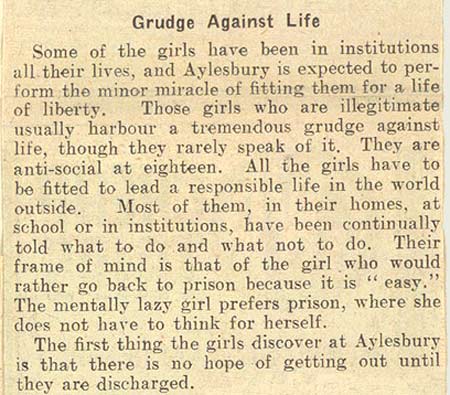 Grudge Against Life
Some of the girls have been in institutions
all their lives, and Aylesbury is expected to per-
form the minor miracle of fitting them for a life
of liberty. Those girls who are illegitimate
usually harbour a tremendous grudge against
life, though they rarely speak of it. They are
anti-social at eighteen. All the girls have to
be fitted to lead a responsible life in the world
outside. Most of them, in their homes, at
school or in institutions, have been continually
told what to do and what not to do. Their
frame of mind is that of the girl who would
rather go back to prison because it is " easy."
The mentally lazy girl prefers prison, where she
does not have to think for herself.
The first thing the girls discover at Aylesbury
is that there is no hope of getting out until
they are discharged.